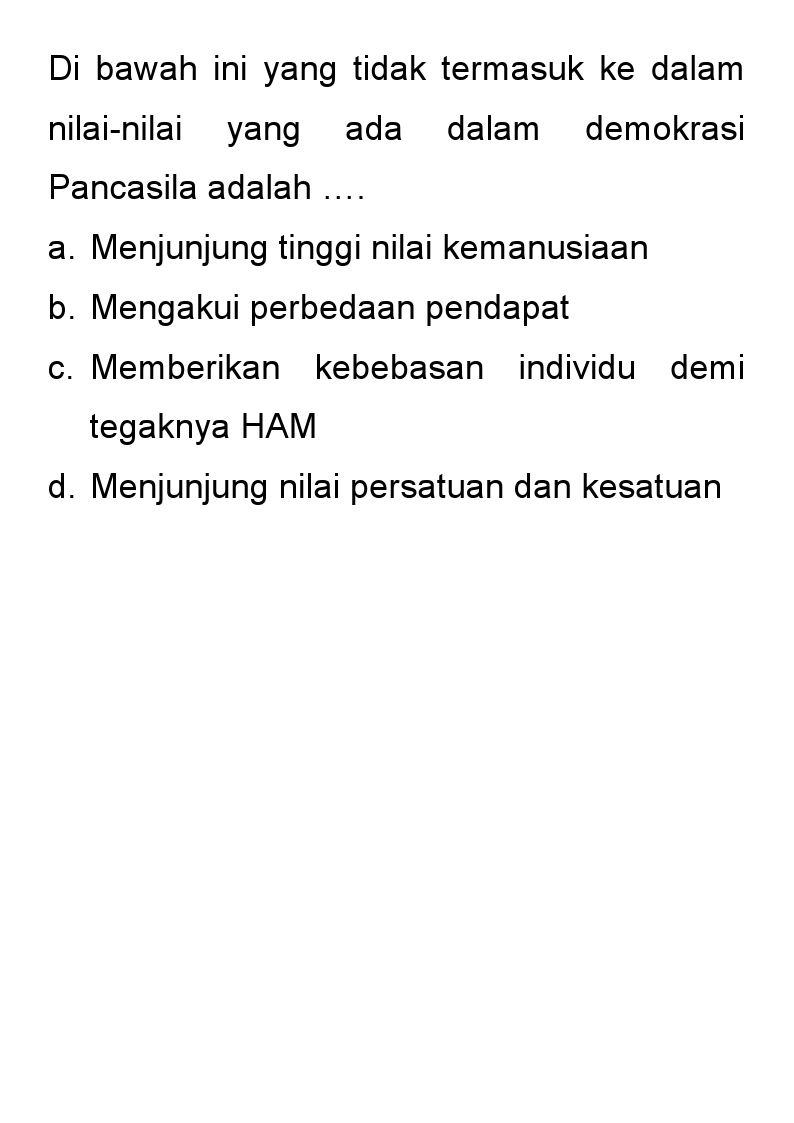 Di bawah ini yang tidak termasuk ke dalam
nilai-nilai yang ada dalam demokrasi
Pancasila adalah ....
a. Menjunjung tinggi nilai kemanusiaan
b. Mengakui perbedaan pendapat
c. Memberikan kebebasan individu demi
tegaknya HAM
d. Menjunjung nilai persatuan dan kesatuan